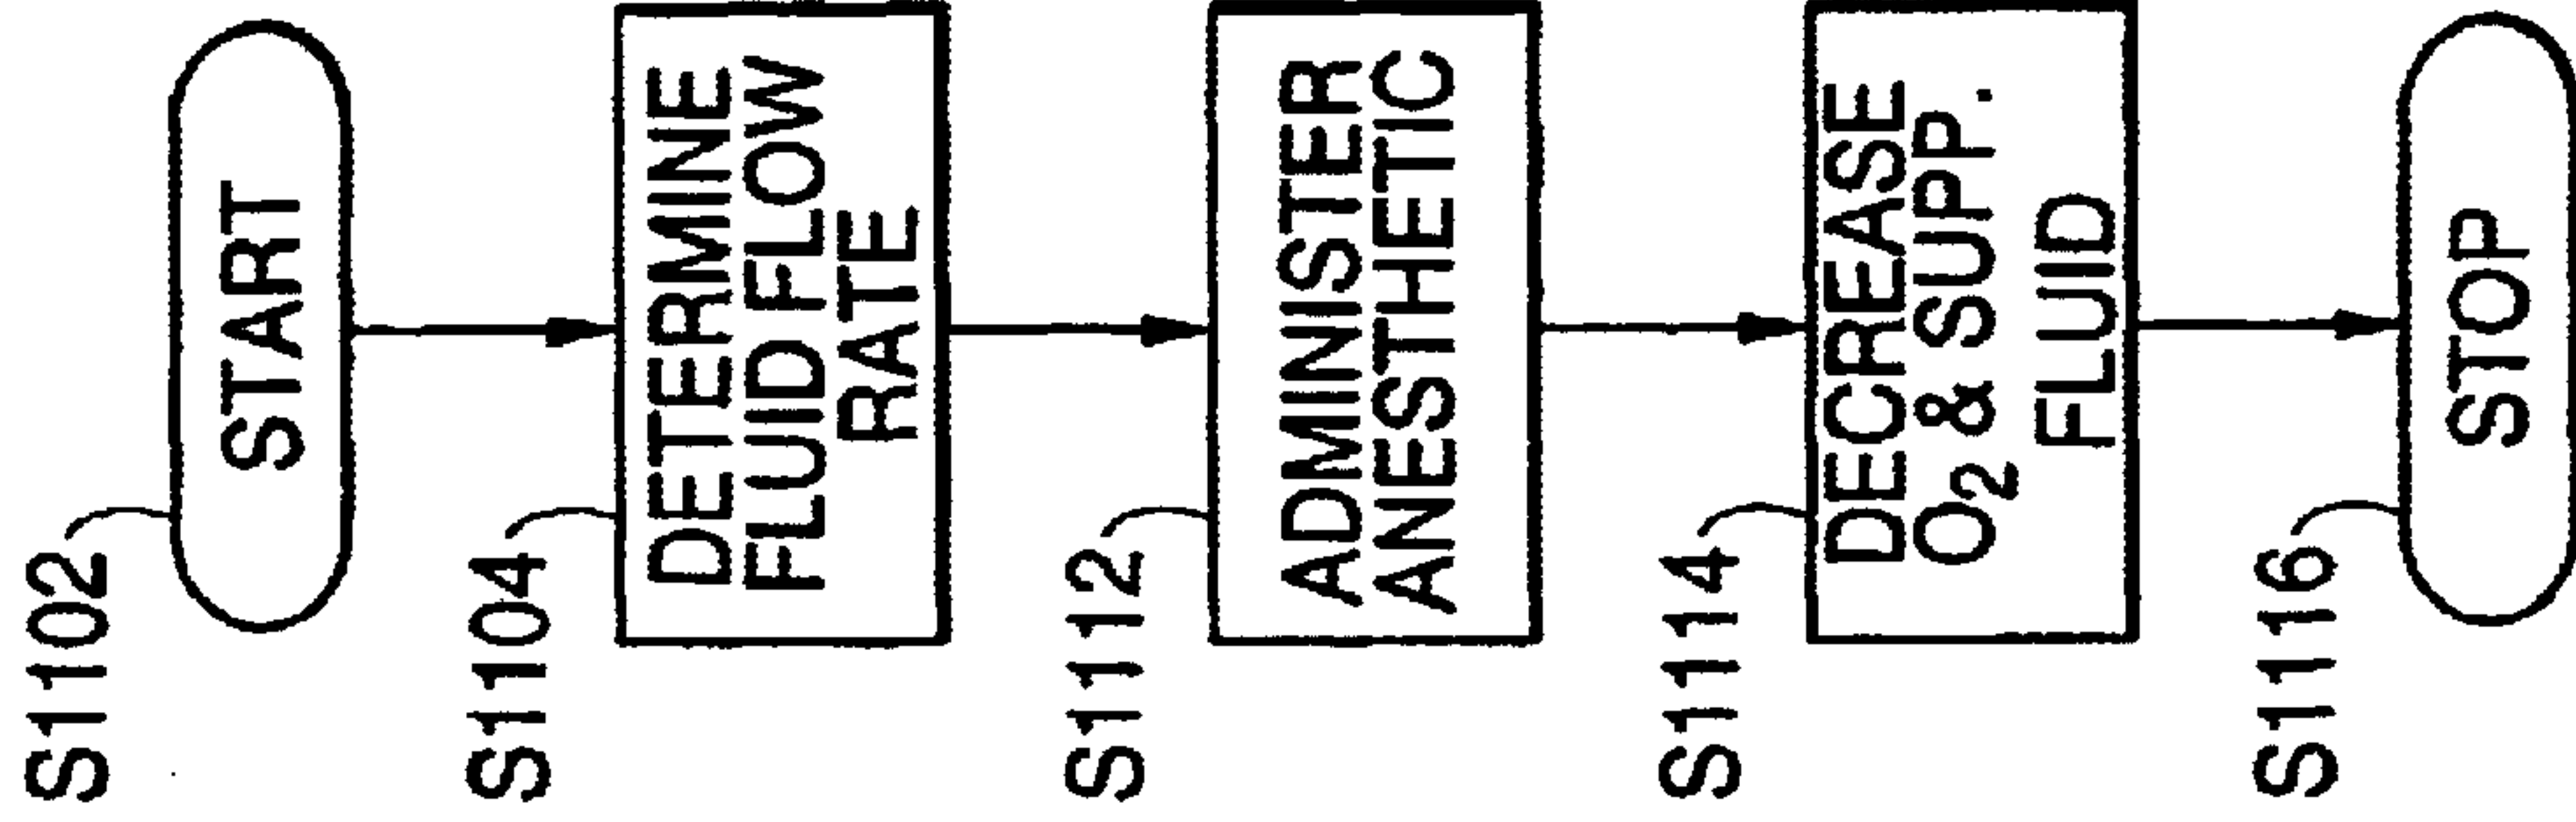 S1102
START
S1104
DETERMINE
FLUID FLOW
RATE
S1112
ADMINISTER
ANESTHETIC
S1114
DECREASE
O2 & SUPP.
FLUID
S1116
STOP